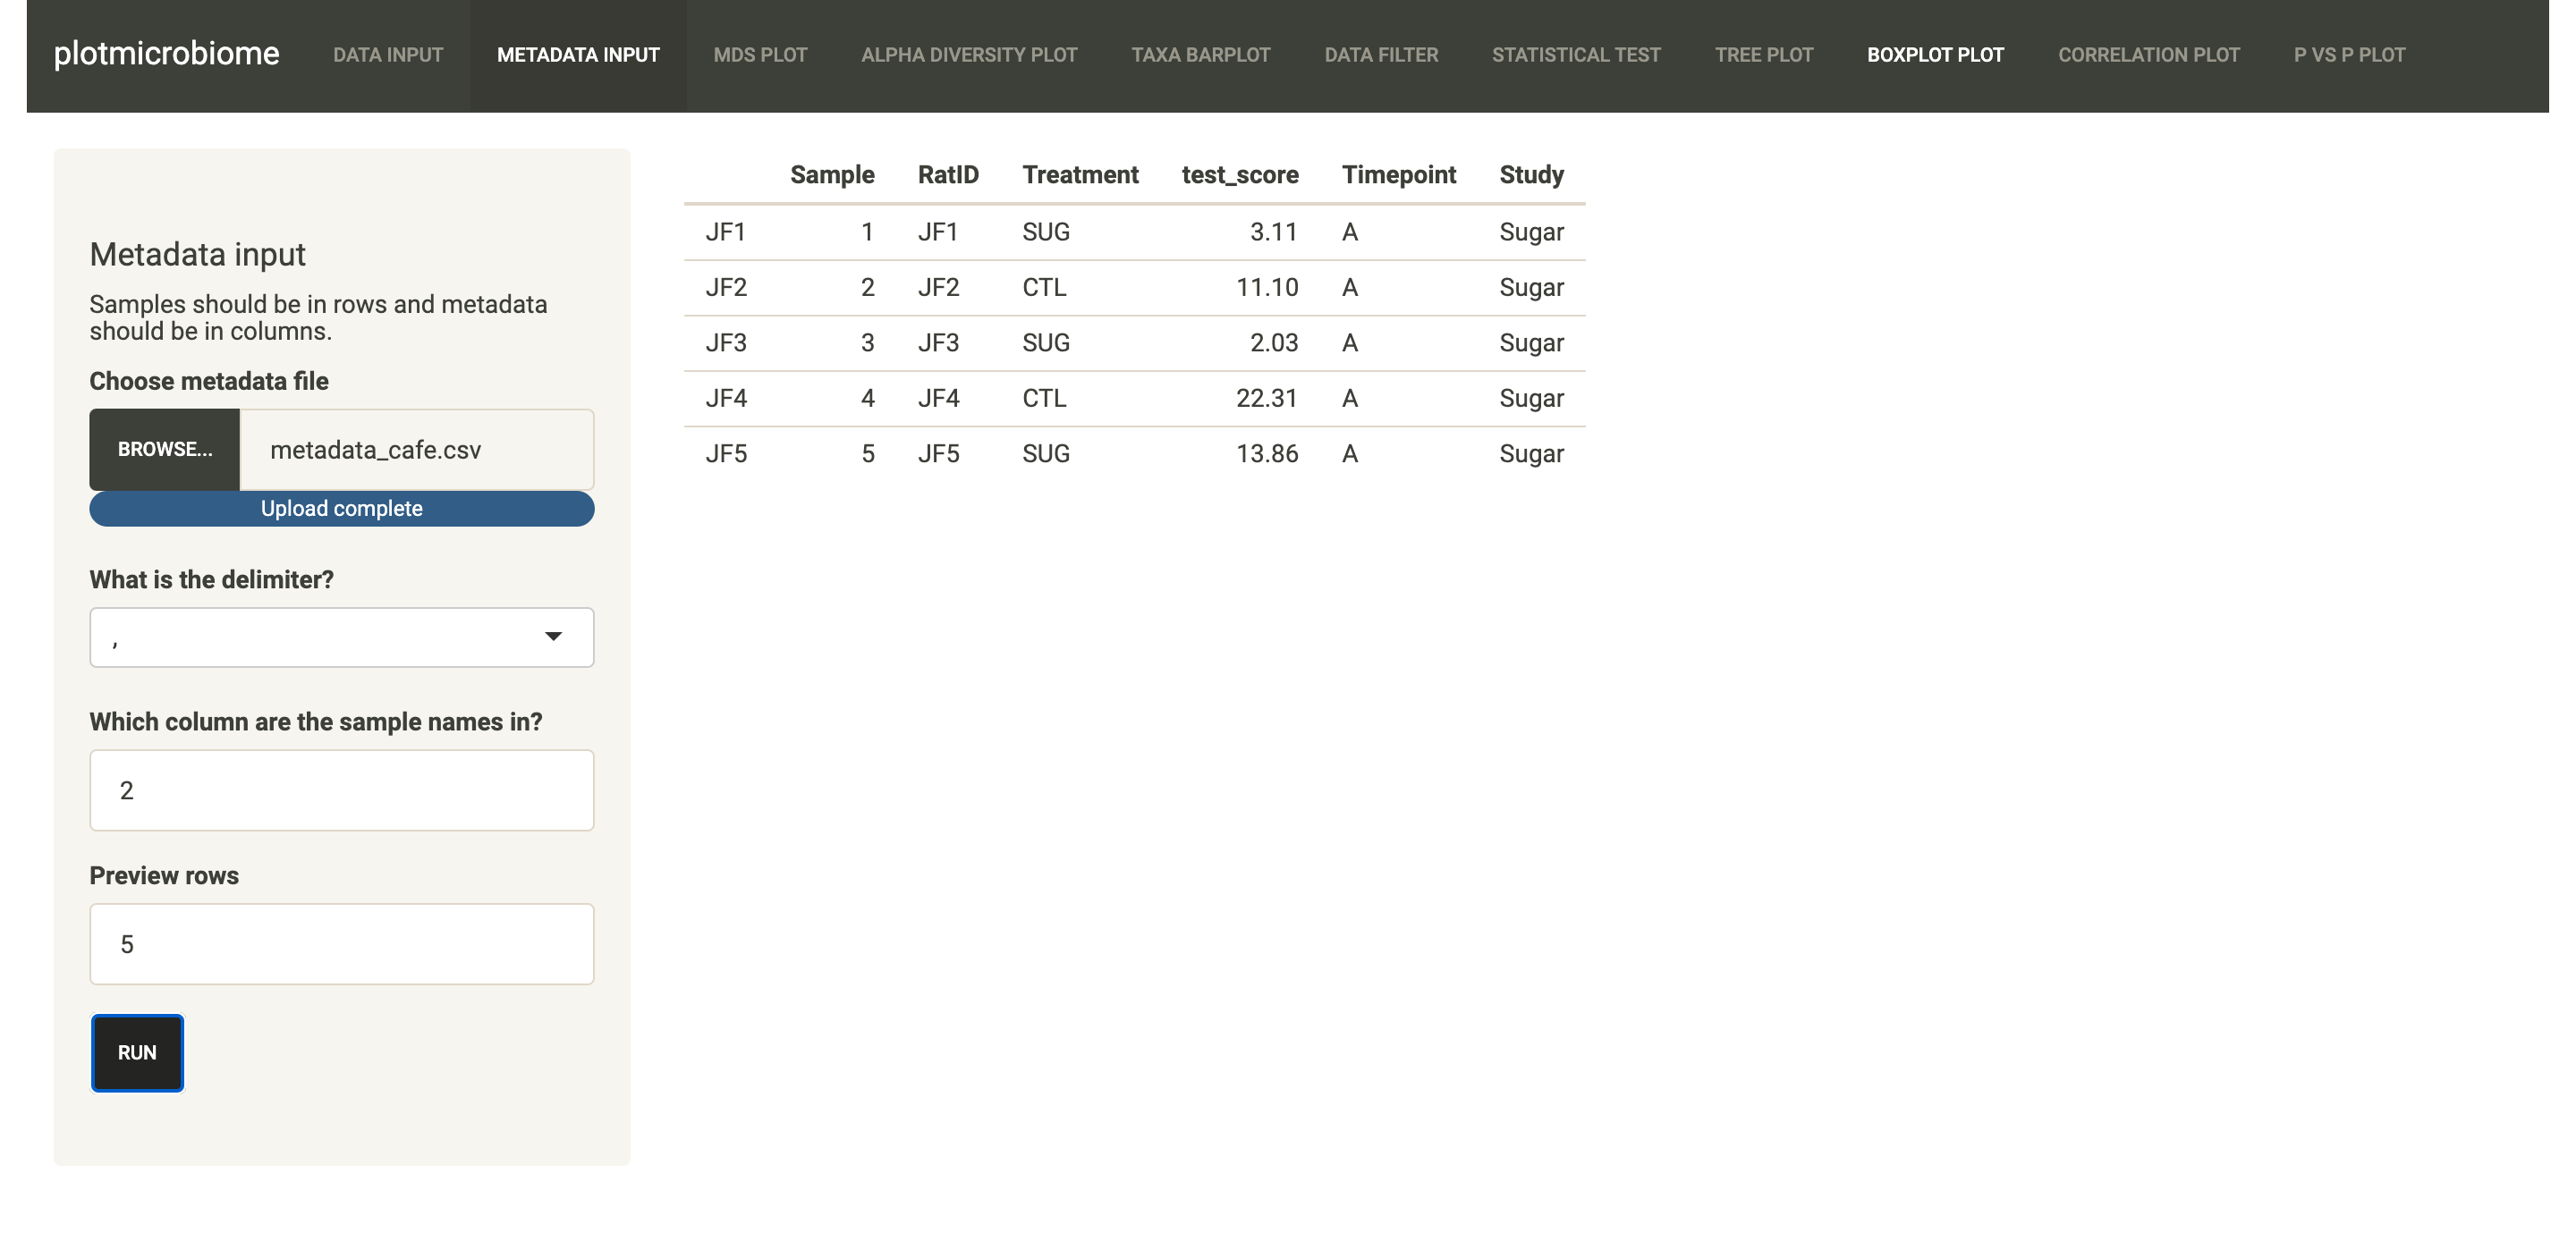 plotmicrobiome DATA INPUT METADATA INPUT MDS PLOT ALPHA DIVERSITY PLOT TAXA BARPLOT DATA FILTER STATISTICAL TEST TREE PLOT BOXPLOT PLOT CORRELATION PLOT P VS P PLOT
Metadata input
Samples should be in rows and metadata
should be in columns.
Choose metadata file
BROWSE... metadata_cafe.csv
Upload complete
What is the delimiter?
,
Which column are the sample names in?
2
Preview rows
5
RUN
Sample RatID Treatment test_score Timepoint Study
JF1 1 JF1 SUG 3.11 A Sugar
JF2 2 JF2 CTL 11.10 A Sugar
JF3 3 JF3 SUG 2.03 A Sugar
JF4 4 JF4 CTL 22.31 A Sugar
JF5 5 JF5 SUG 13.86 A Sugar